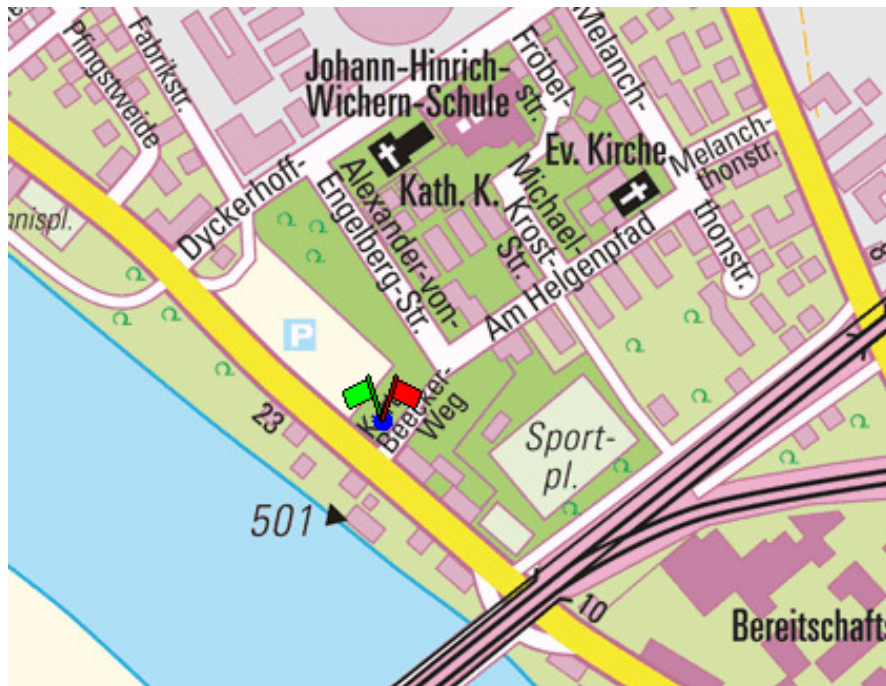 Pfingstweide
Fabrikstr.
Johann-Hinrich-
Wichern-Schule
Fröbel-
str.
Melanch-
thonstr.
Ev. Kirche
Melanch-
thonstr.
Kath. K.
Dyckerhoff-
Alexander-von-
Engelberg-Str.
Michael-
Krost-
Str.
Am Helgenpfad
nnispl.
P
23
Beecker-
Weg
Sport-
pl.
501
10
Bereitschafts
8